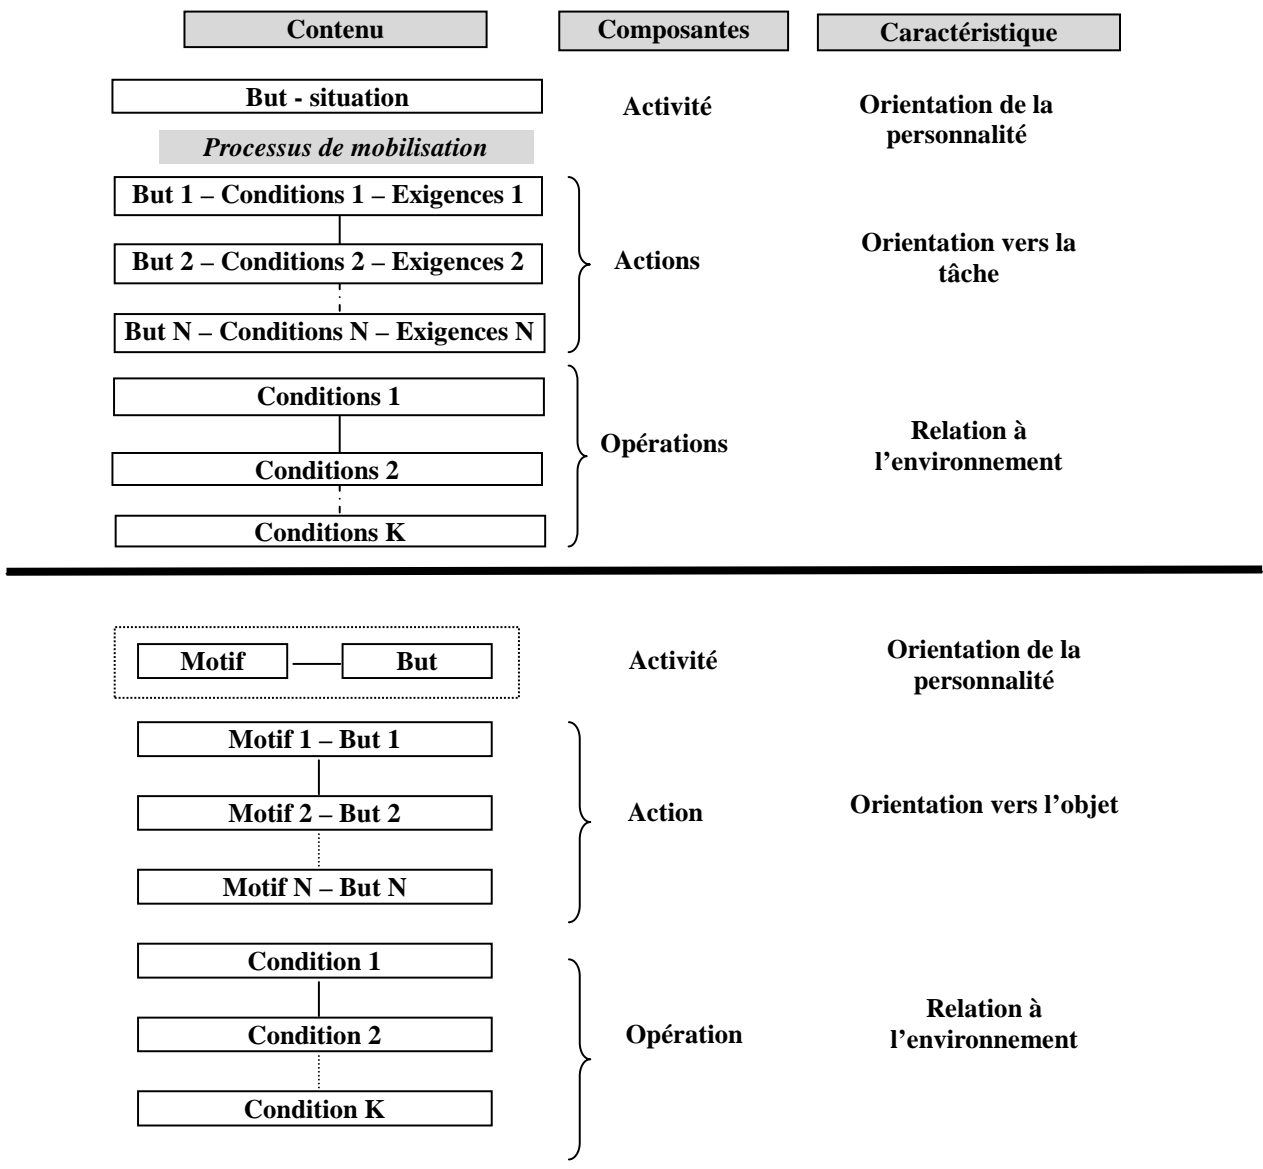 Contenu
Composantes
Caractéristique
But - situation
Activité
Orientation de la
personnalité
Processus de mobilisation
But 1 – Conditions 1 – Exigences 1
But 2 – Conditions 2 – Exigences 2
But N – Conditions N – Exigences N
Actions
Orientation vers la
tâche
Conditions 1
Conditions 2
Conditions K
Opérations
Relation à
l’environnement
Motif
But
Activité
Orientation de la
personnalité
Motif 1 – But 1
Motif 2 – But 2
Motif N – But N
Action
Orientation vers l’objet
Condition 1
Condition 2
Condition K
Opération
Relation à
l’environnement